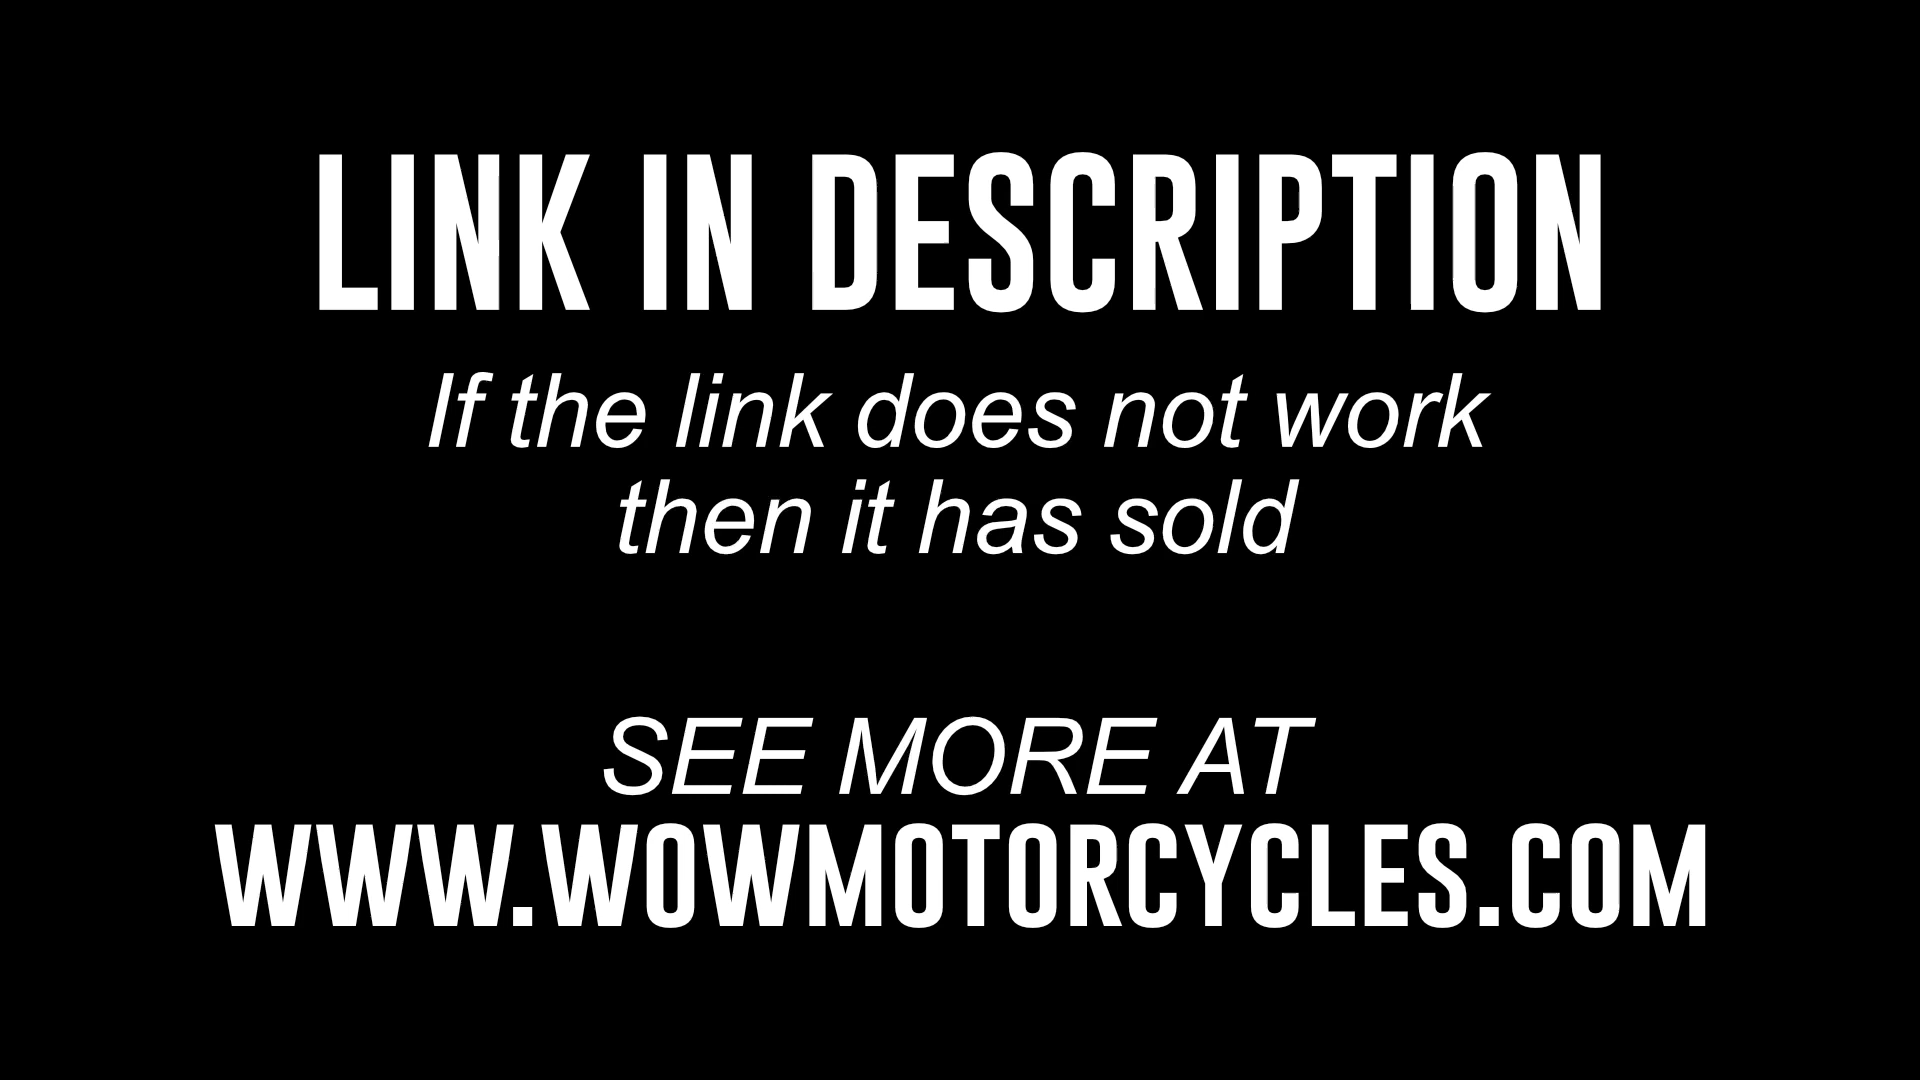 LINK IN DESCRIPTION
If the link does not work
then it has sold
SEE MORE AT
WWW.WOWMOTORCYCLES.COM